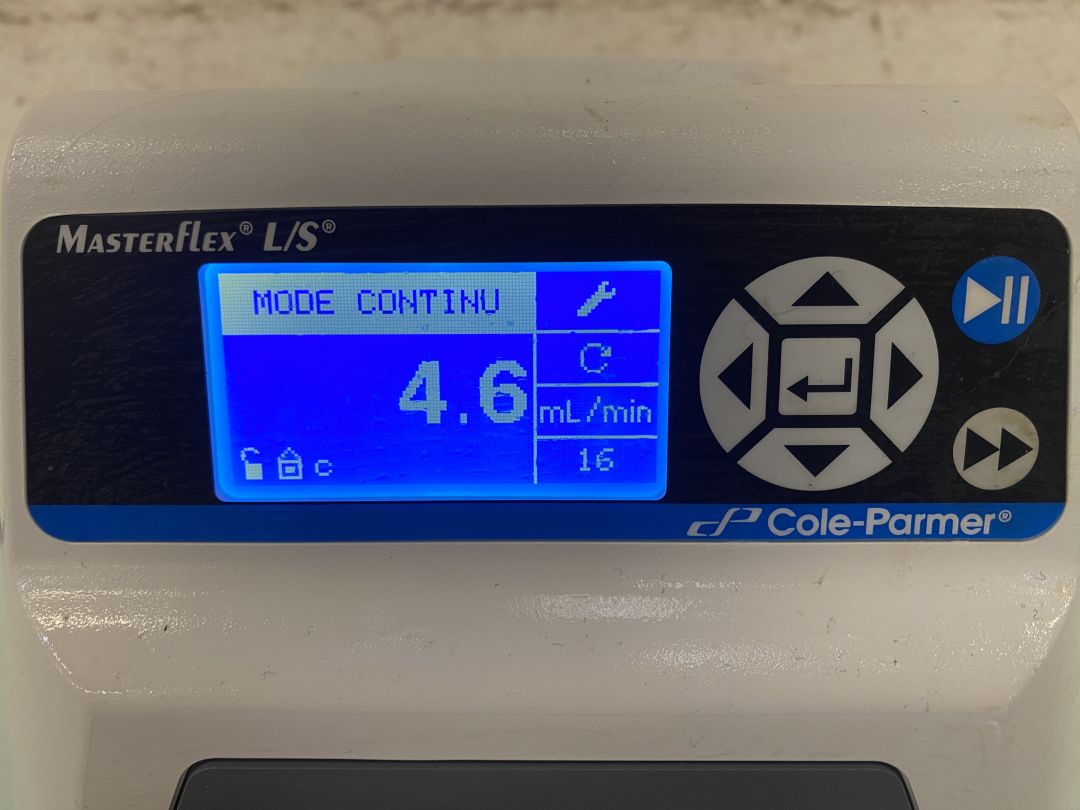 MASTERFLEX® L/S®
MODE CONTINU
4.6
mL/min
c
16
Cole-Parmer®